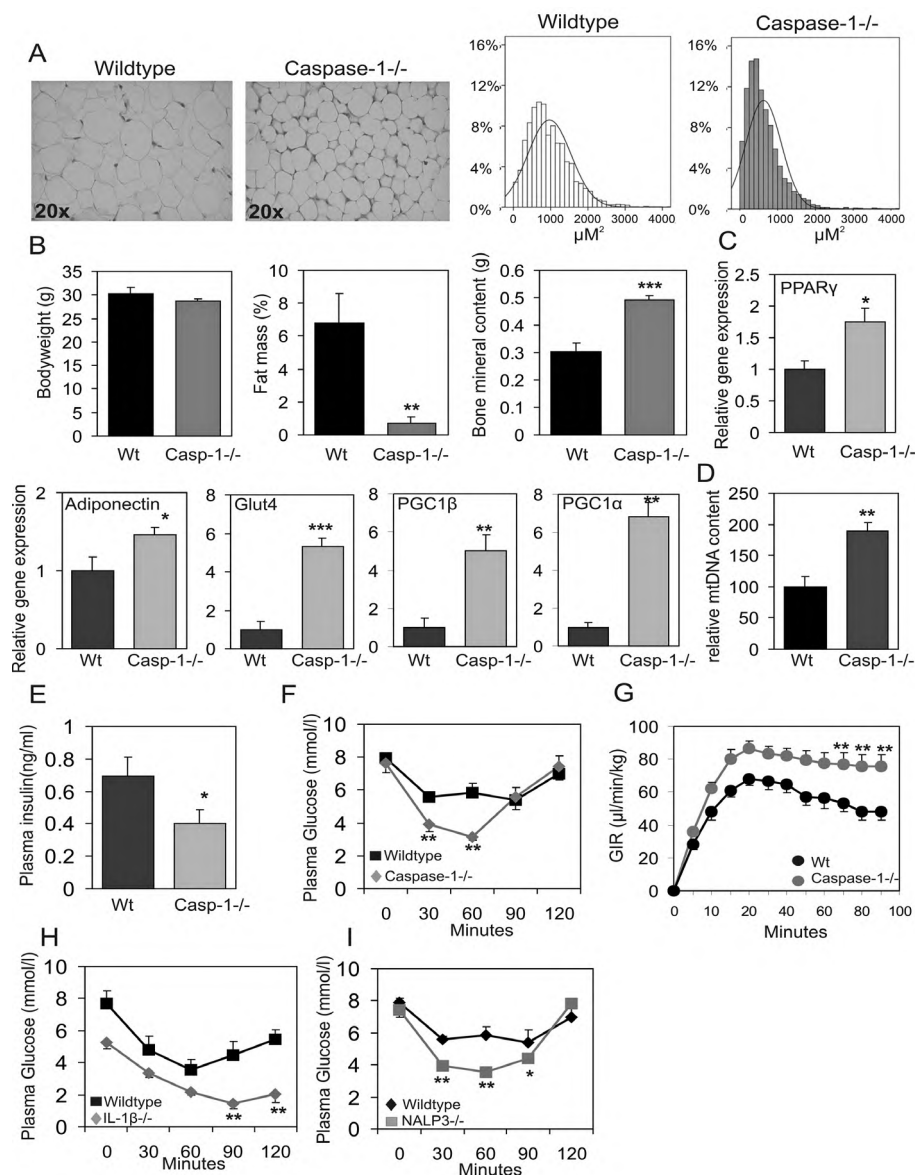 A
Wildtype
Caspase-1-/-
20x
20x
Wildtype
16%
12%
8%
4%
0%
0 1000 2000 3000 4000
µM²
Caspase-1-/-
16%
12%
8%
4%
0%
0 1000 2000 3000 4000
µM²
B
Bodyweight (g)
35
30
25
20
15
10
5
0
Wt Casp-1-/-
Fat mass (%)
10
8
6
4
2
0
**
Wt Casp-1-/-
Bone mineral content (g)
0.6
0.5
0.4
0.3
0.2
0.1
0
***
Wt Casp-1-/-
C
Relative gene expression
PPARγ
2
1.5
1
0.5
0
*
Wt Casp-1-/-
Relative gene expression
Adiponectin
2
1
0
*
Wt Casp-1-/-
Glut4
8
6
4
2
0
***
Wt Casp-1-/-
PGC1β
8
6
4
2
0
**
Wt Casp-1-/-
PGC1α
8
6
4
2
0
**
Wt Casp-1-/-
D
relative mtDNA content
250
200
150
100
50
0
**
Wt Casp-1-/-
E
Plasma insulin(ng/ml)
1
0.8
0.6
0.4
0.2
0
*
Wt Casp-1-/-
F
Plasma Glucose (mmol/l)
10
8
6
4
2
0
** **
Wildtype
Caspase-1-/-
0 30 60 90 120
Minutes
G
GIR (µl/min/kg)
100
80
60
40
20
0
** ** **
Wt
Caspase-1-/-
0 10 20 40 60 80 100
Minutes
H
Plasma Glucose (mmol/l)
10
8
6
4
2
0
** **
Wildtype
IL-1β-/-
0 30 60 90 120
Minutes
I
Plasma Glucose (mmol/l)
10
8
6
4
2
0
** ** *
Wildtype
NALP3-/-
0 30 60 90 120
Minutes